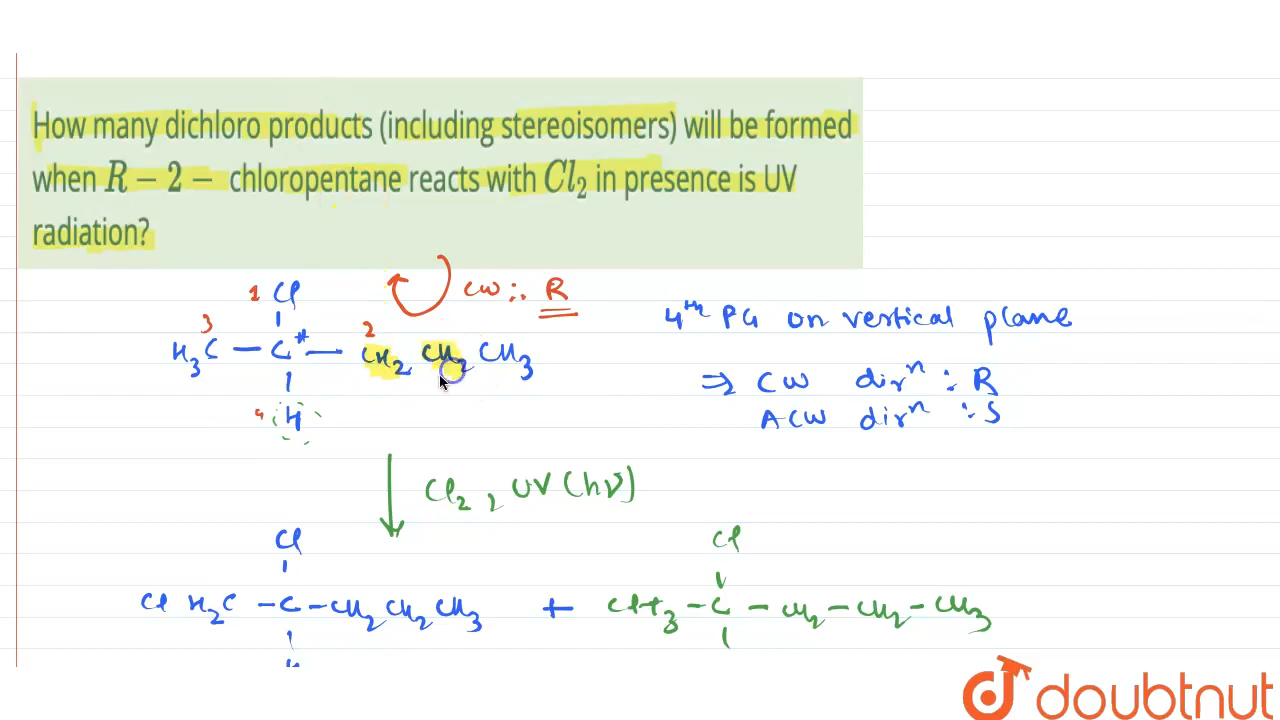 How many dichloro products (including stereoisomers) will be formed
when R − 2 − chloropentane reacts with Cl₂ in presence is UV
radiation?
1 Cl
CW ∴ R
3
2
4th PG on vertical plane
H₃C — C* — CH₂ CH₂ CH₃
⇒ CW dirⁿ : R
4 H
ACW dirⁿ : S
Cl₂ , UV (hν)
Cl
Cl
Cl H₂C — C — CH₂ CH₂ CH₃ + CH₃ — C — CH₂ — CH₂ — CH₃
doubtnut